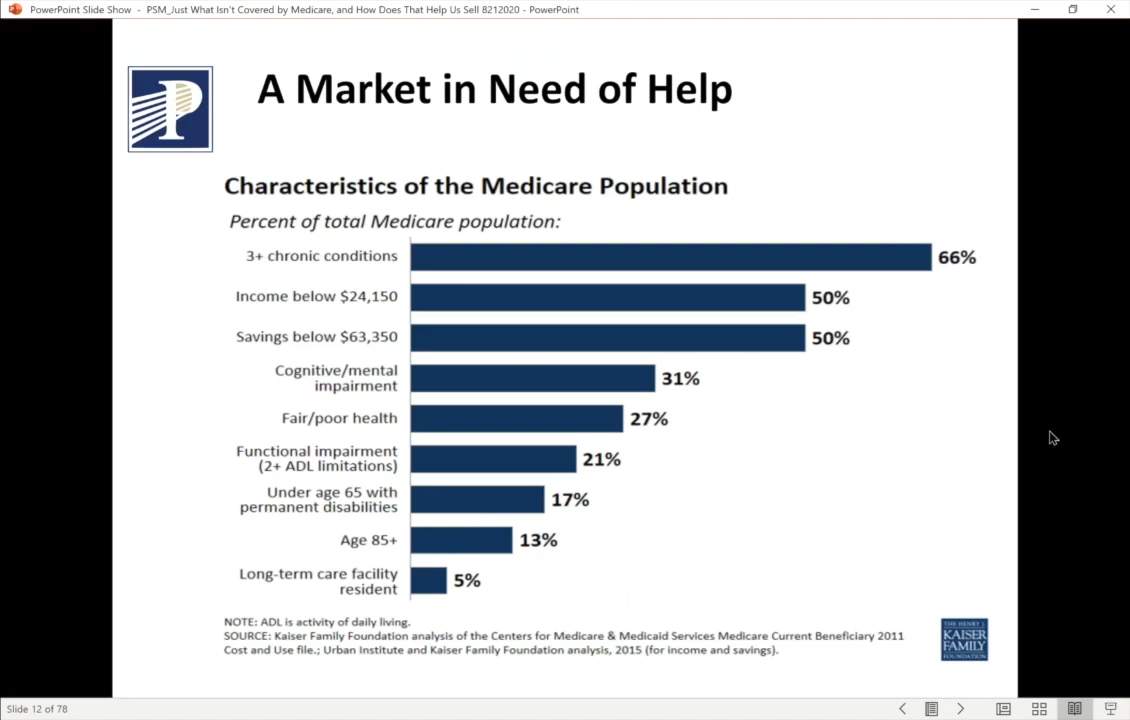 PowerPoint Slide Show - PSM_Just What Isn't Covered by Medicare, and How Does That Help Us Sell 8212020 - PowerPoint
P
A Market in Need of Help
Characteristics of the Medicare Population
Percent of total Medicare population:
3+ chronic conditions
66%
Income below $24,150
50%
Savings below $63,350
50%
Cognitive/mental
impairment
31%
Fair/poor health
27%
Functional impairment
(2+ ADL limitations)
21%
Under age 65 with
permanent disabilities
17%
Age 85+
13%
Long-term care facility
resident
5%
NOTE: ADL is activity of daily living.
SOURCE: Kaiser Family Foundation analysis of the Centers for Medicare & Medicaid Services Medicare Current Beneficiary 2011
Cost and Use file.; Urban Institute and Kaiser Family Foundation analysis, 2015 (for income and savings).
THE HENRY J.
KAISER
FAMILY
FOUNDATION
Slide 12 of 78